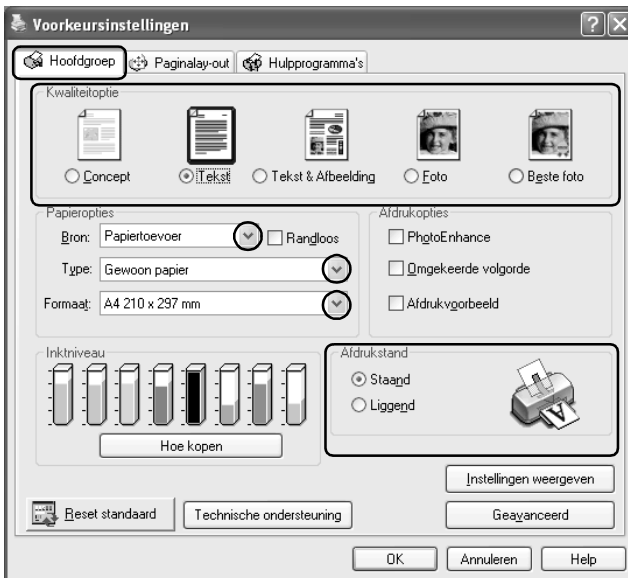 Voorkeursinstellingen
Hoofdgroep Paginalay-out Hulpprogramma's
Kwaliteitoptie
Concept Tekst Tekst & Afbeelding Foto Beste foto
Papieropties
Bron: Papiertoevoer Randloos
Type: Gewoon papier
Formaat: A4 210 x 297 mm
Afdrukopties
PhotoEnhance
Omgekeerde volgorde
Afdrukvoorbeeld
Inktniveau
Hoe kopen
Afdrukstand
Staand
Liggend
Instellingen weergeven
Reset standaard Technische ondersteuning Geavanceerd
OK Annuleren Help